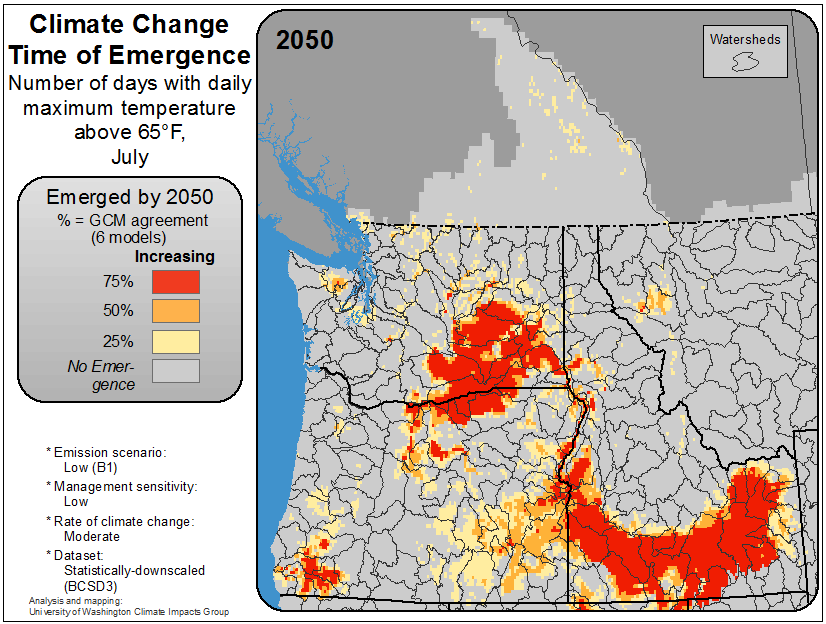 Climate Change
Time of Emergence
Number of days with daily
maximum temperature
above 65°F,
July
Emerged by 2050
% = GCM agreement
(6 models)
Increasing
75%
50%
25%
No Emer-
gence
* Emission scenario:
Low (B1)
* Management sensitivity:
Low
* Rate of climate change:
Moderate
* Dataset:
Statistically-downscaled
(BCSD3)
Analysis and mapping:
University of Washington Climate Impacts Group
2050
Watersheds